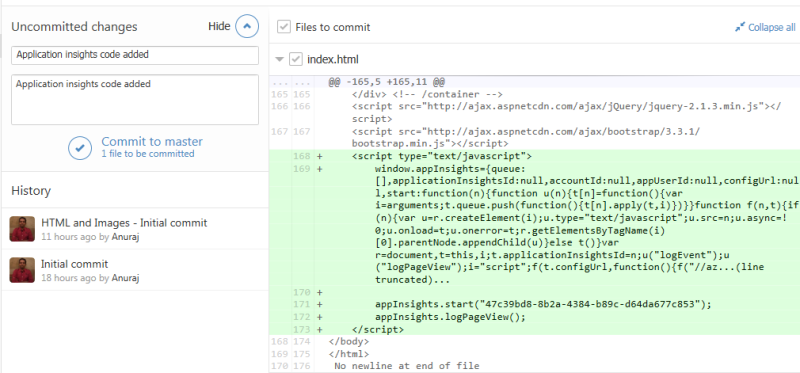 Uncommitted changes
Hide
Application insights code added
Application insights code added
Commit to master
1 file to be committed
History
HTML and Images - Initial commit
11 hours ago by Anuraj
Initial commit
18 hours ago by Anuraj
Files to commit
Collapse all
index.html
... ... @@ -165,5 +165,11 @@
165 165 </div> <!-- /container -->
166 166 <script src="http://ajax.aspnetcdn.com/ajax/jQuery/jquery-2.1.3.min.js"></
script>
167 167 <script src="http://ajax.aspnetcdn.com/ajax/bootstrap/3.3.1/
bootstrap.min.js"></script>
168 + <script type="text/javascript">
169 + window.appInsights={queue:
[],applicationInsightsId:null,accountId:null,appUserId:null,configUrl:nul
l,start:function(n){function u(n){t[n]=function(){var
i=arguments;t.queue.push(function(){t[n].apply(t,i)})}}function f(n,t){if
(n){var u=r.createElement(i);u.type="text/javascript";u.src=n;u.async=!
0;u.onload=t;u.onerror=t;r.getElementsByTagName(i)
[0].parentNode.appendChild(u)}else t()}var
r=document,t=this,i;t.applicationInsightsId=n;u("logEvent");u
("logPageView");i="script";f(t.configUrl,function(){f("//az...(line
truncated)...
170 +
171 + appInsights.start("47c39bd8-8b2a-4384-b89c-d64da677c853");
172 + appInsights.logPageView();
173 + </script>
168 174 </body>
169 175 </html>
170 176 No newline at end of file